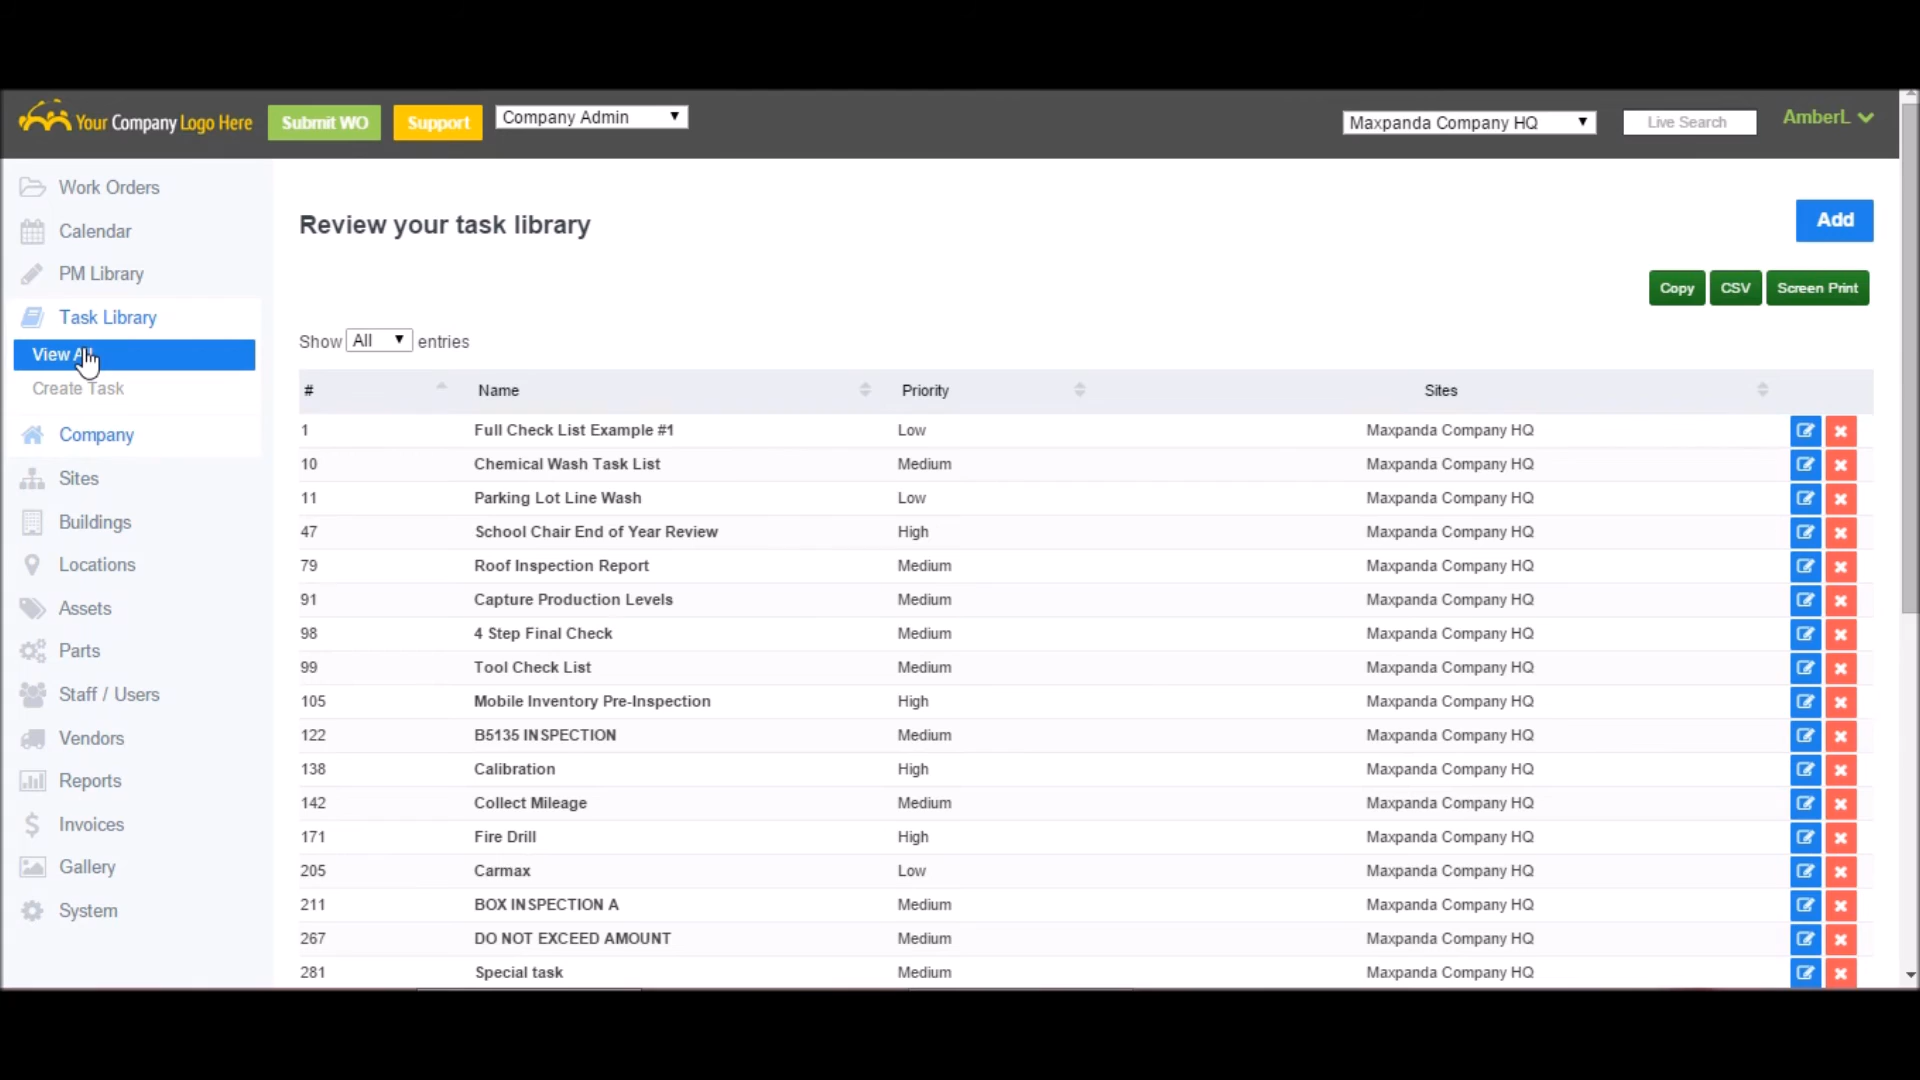 Your Company Logo Here
Submit WO
Support
Company Admin
Maxpanda Company HQ
Live Search
AmberL
Work Orders
Calendar
PM Library
Task Library
View All
Create Task
Company
Sites
Buildings
Locations
Assets
Parts
Staff / Users
Vendors
Reports
Invoices
Gallery
System
Review your task library
Add
Copy CSV Screen Print
Show All entries
# Name Priority Sites
1 Full Check List Example #1 Low Maxpanda Company HQ
10 Chemical Wash Task List Medium Maxpanda Company HQ
11 Parking Lot Line Wash Low Maxpanda Company HQ
47 School Chair End of Year Review High Maxpanda Company HQ
79 Roof Inspection Report Medium Maxpanda Company HQ
91 Capture Production Levels Medium Maxpanda Company HQ
98 4 Step Final Check Medium Maxpanda Company HQ
99 Tool Check List Medium Maxpanda Company HQ
105 Mobile Inventory Pre-Inspection High Maxpanda Company HQ
122 B5135 INSPECTION Medium Maxpanda Company HQ
138 Calibration High Maxpanda Company HQ
142 Collect Mileage Medium Maxpanda Company HQ
171 Fire Drill High Maxpanda Company HQ
205 Carmax Low Maxpanda Company HQ
211 BOX INSPECTION A Medium Maxpanda Company HQ
267 DO NOT EXCEED AMOUNT Medium Maxpanda Company HQ
281 Special task Medium Maxpanda Company HQ